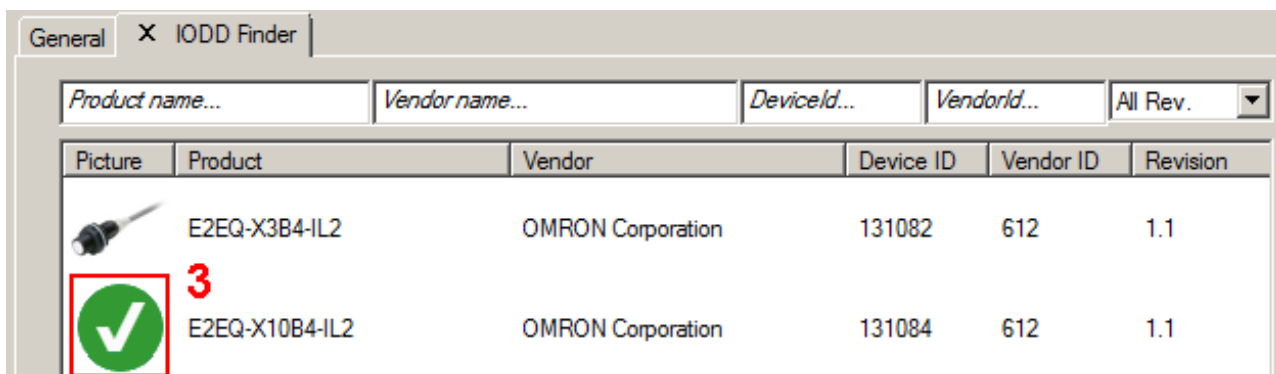 General X IODD Finder
Product name... Vendor name... DeviceId... VendorId... All Rev.
Picture Product Vendor Device ID Vendor ID Revision
E2EQ-X3B4-IL2 OMRON Corporation 131082 612 1.1
3
E2EQ-X10B4-IL2 OMRON Corporation 131084 612 1.1